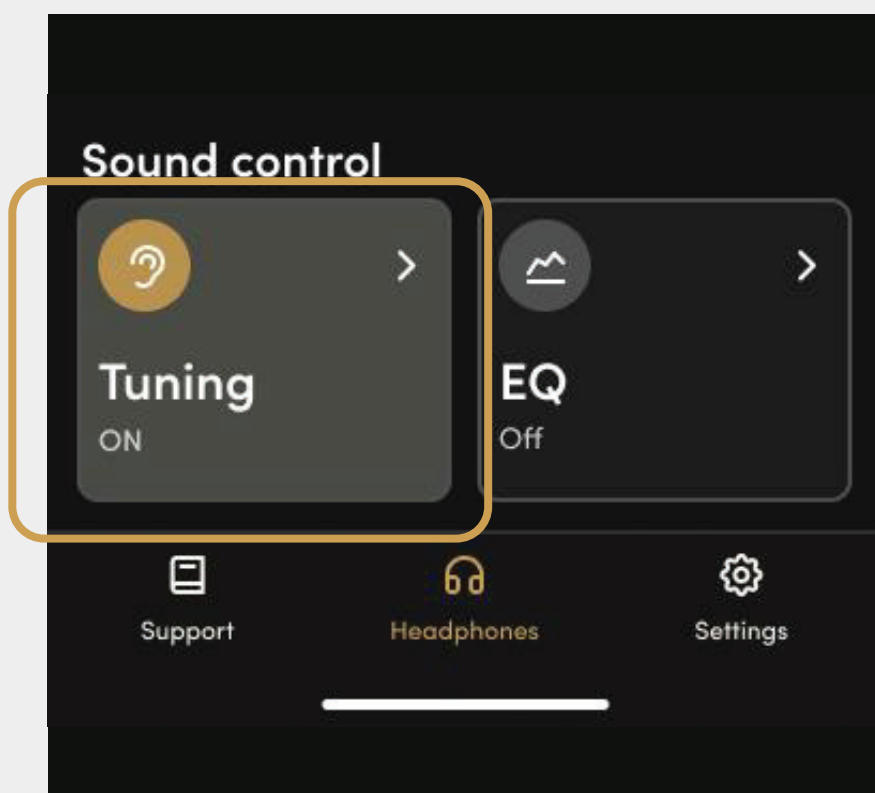 Sound control
Tuning
ON
EQ
Off
Support
Headphones
Settings